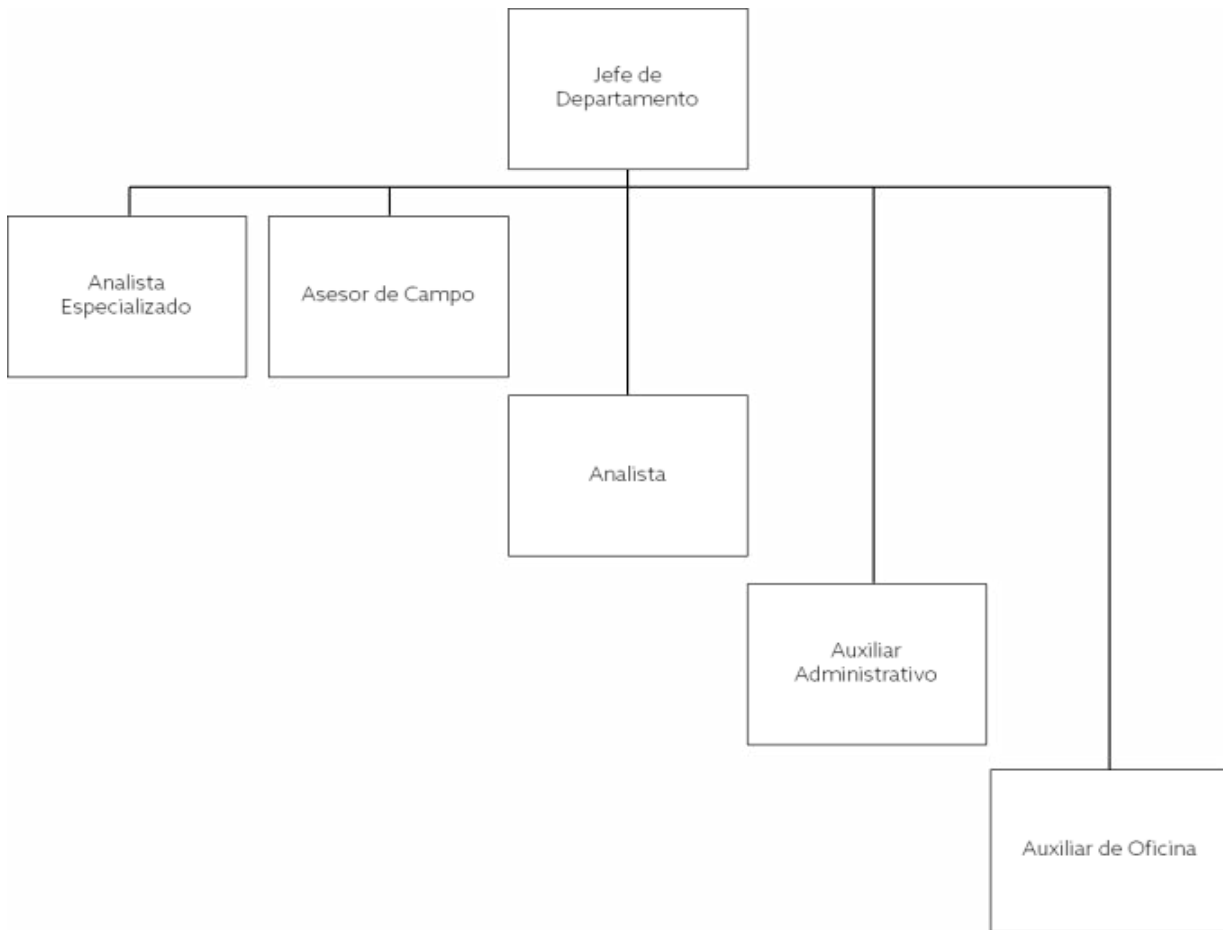 Jefe de
Departamento
Analista
Especializado
Asesor de Campo
Analista
Auxiliar
Administrativo
Auxiliar de Oficina